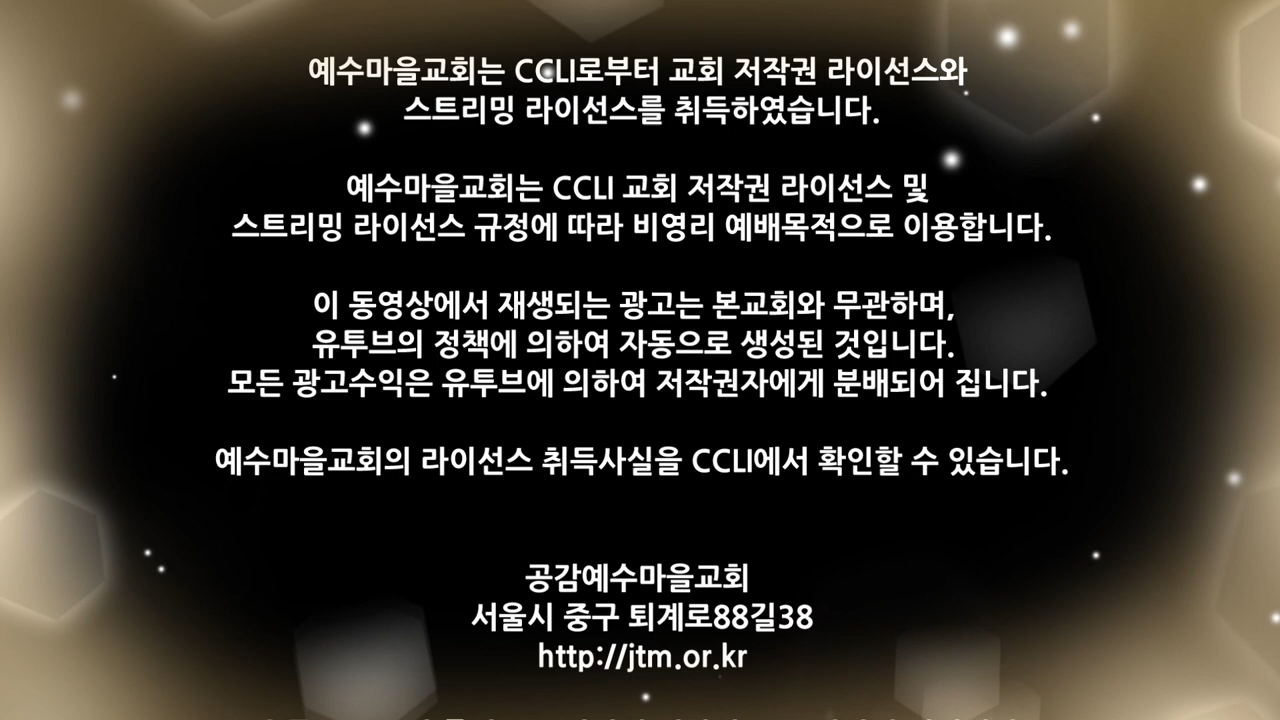 예수마을교회는 CCLI로부터 교회 저작권 라이선스와
스트리밍 라이선스를 취득하였습니다.
예수마을교회는 CCLI 교회 저작권 라이선스 및
스트리밍 라이선스 규정에 따라 비영리 예배목적으로 이용합니다.
이 동영상에서 재생되는 광고는 본교회와 무관하며,
유투브의 정책에 의하여 자동으로 생성된 것입니다.
모든 광고수익은 유투브에 의하여 저작권자에게 분배되어 집니다.
예수마을교회의 라이선스 취득사실을 CCLI에서 확인할 수 있습니다.
공감예수마을교회
서울시 중구 퇴계로88길38
http://jtm.or.kr